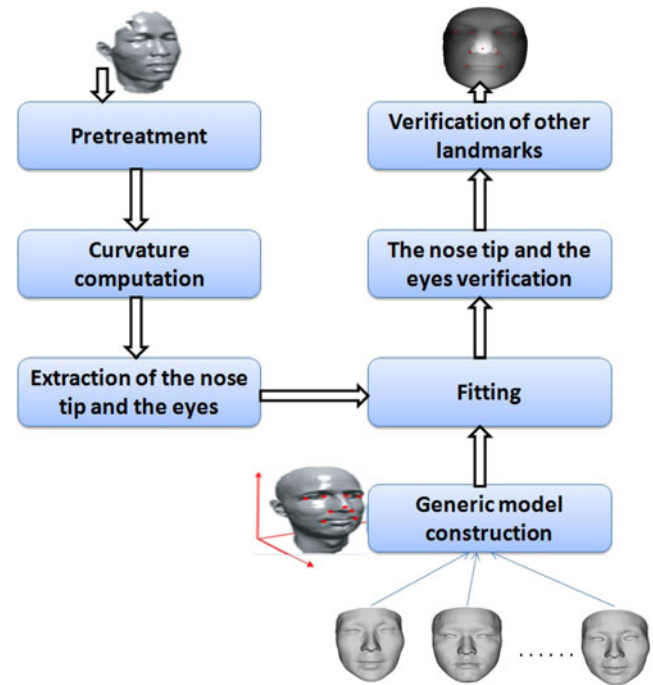 Pretreatment
Curvature
computation
Extraction of the nose
tip and the eyes
Verification of other
landmarks
The nose tip and the
eyes verification
Fitting
Generic model
construction
......